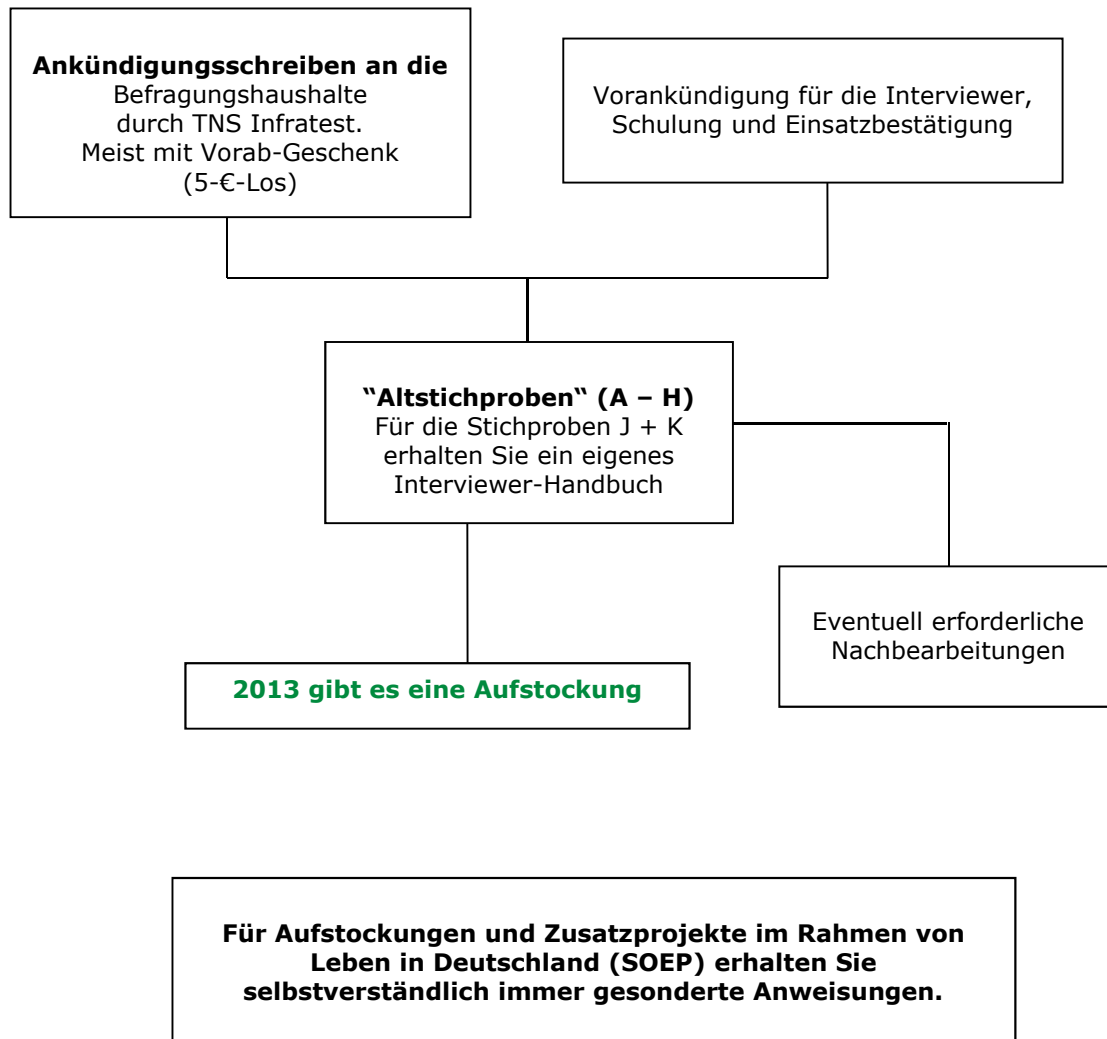 Ankündigungsschreiben an die
Befragungshaushalte
durch TNS Infratest.
Meist mit Vorab-Geschenk
(5-€-Los)
Vorankündigung für die Interviewer,
Schulung und Einsatzbestätigung
“Altstichproben“ (A – H)
Für die Stichproben J + K
erhalten Sie ein eigenes
Interviewer-Handbuch
Eventuell erforderliche
Nachbearbeitungen
2013 gibt es eine Aufstockung
Für Aufstockungen und Zusatzprojekte im Rahmen von
Leben in Deutschland (SOEP) erhalten Sie
selbstverständlich immer gesonderte Anweisungen.